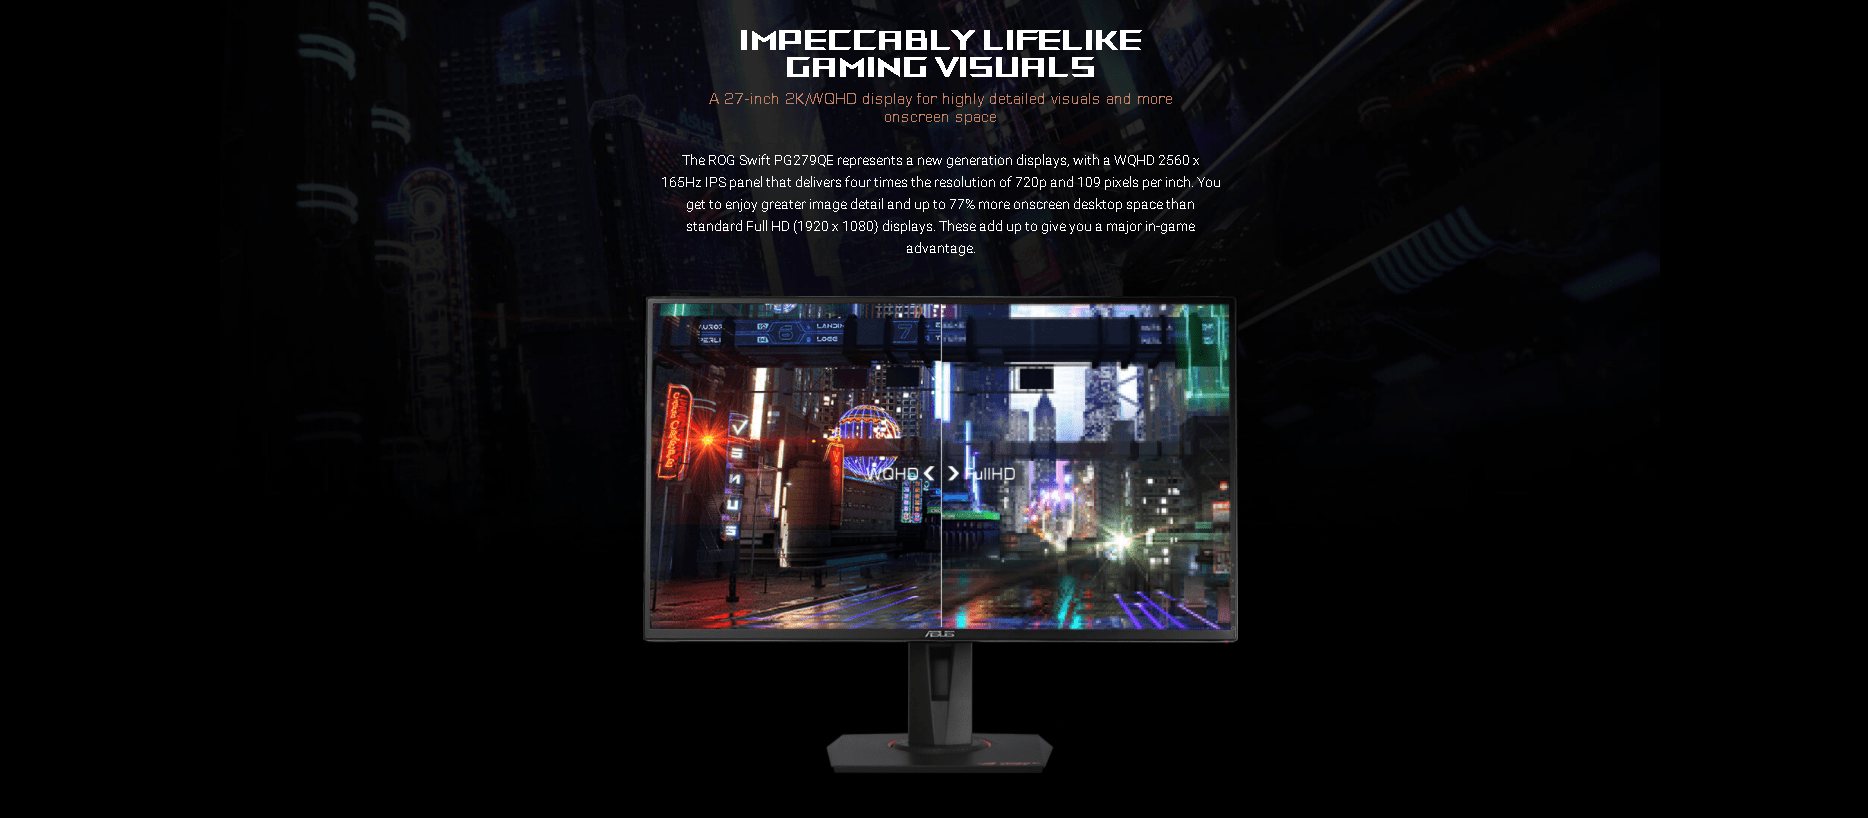 IMPECCABLY LIFELIKE
GAMING VISUALS
A 27-inch 2K/WQHD display for highly detailed visuals and more
onscreen space
The ROG Swift PG279QE represents a new generation displays, with a WQHD 2560 x
165Hz IPS panel that delivers four times the resolution of 720p and 109 pixels per inch. You
get to enjoy greater image detail and up to 77% more onscreen desktop space than
standard Full HD (1920 x 1080) displays. These add up to give you a major in-game
advantage.
6
7
LOGG
VSNUS
WQHD
FullHD
ASUS